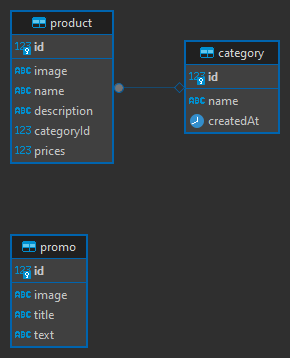 product
123 id
ABC image
ABC name
ABC description
123 categoryId
123 prices
category
123 id
ABC name
createdAt
promo
123 id
ABC image
ABC title
ABC text